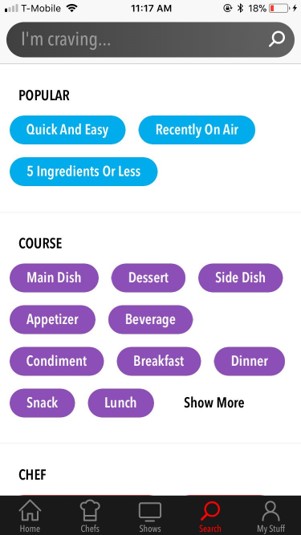 T-Mobile 11:17 AM 18%
I'm craving...
POPULAR
Quick And Easy Recently On Air
5 Ingredients Or Less
COURSE
Main Dish Dessert Side Dish
Appetizer Beverage
Condiment Breakfast Dinner
Snack Lunch Show More
CHEF
Home Chefs Shows Search My Stuff